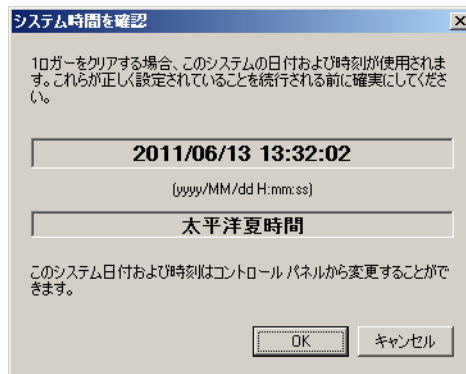 システム時間を確認
1ロガーをクリアする場合、このシステムの日付および時刻が使用されま
す。これらが正しく設定されていることを続行される前に確実にしてくださ
い。
2011/06/13 13:32:02
(yyyy/MM/dd H:mm:ss)
太平洋夏時間
このシステム日付および時刻はコントロール パネルから変更することがで
きます。
OK
キャンセル